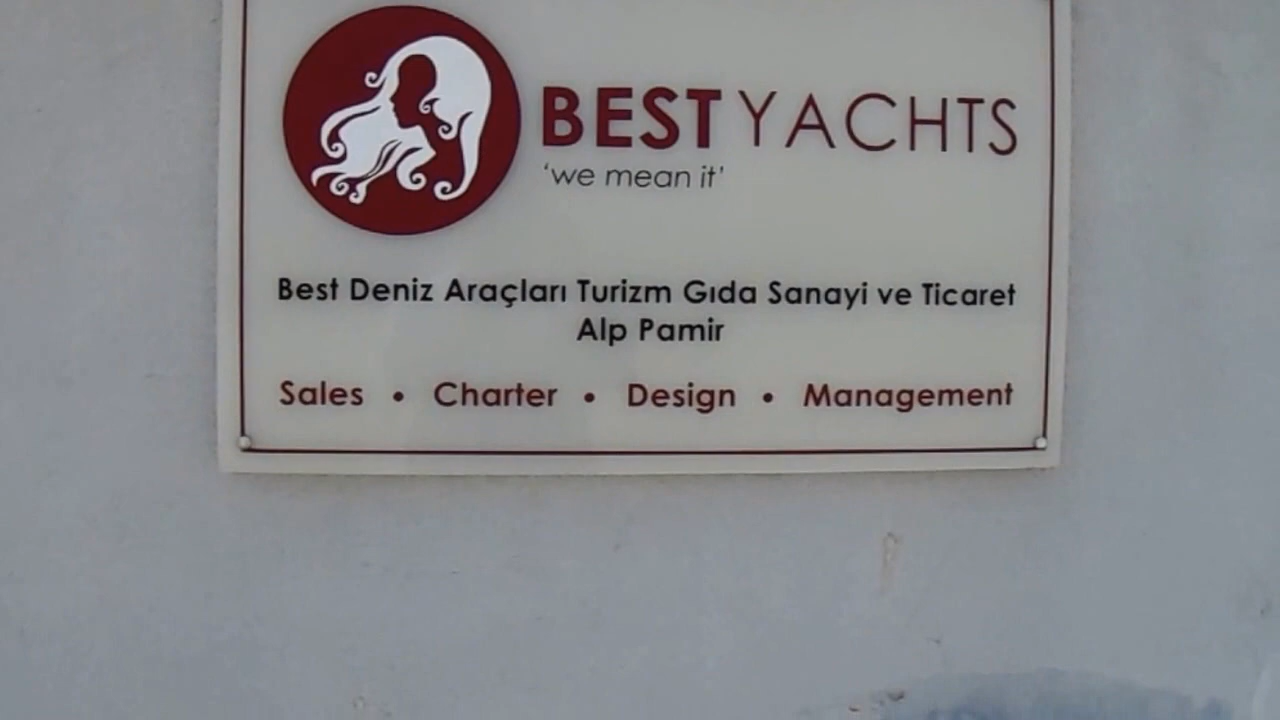 BEST YACHTS
'we mean it'
Best Deniz Araçları Turizm Gıda Sanayi ve Ticaret
Alp Pamir
Sales • Charter • Design • Management